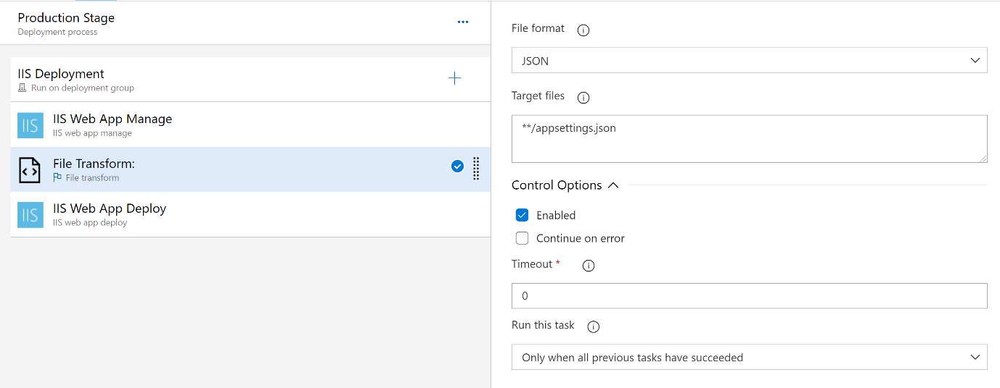 Production Stage
Deployment process
IIS Deployment
Run on deployment group
IIS
IIS Web App Manage
IIS web app manage
File Transform:
File transform
IIS
IIS Web App Deploy
IIS web app deploy
File format
JSON
Target files
**/appsettings.json
Control Options
Enabled
Continue on error
Timeout *
0
Run this task
Only when all previous tasks have succeeded